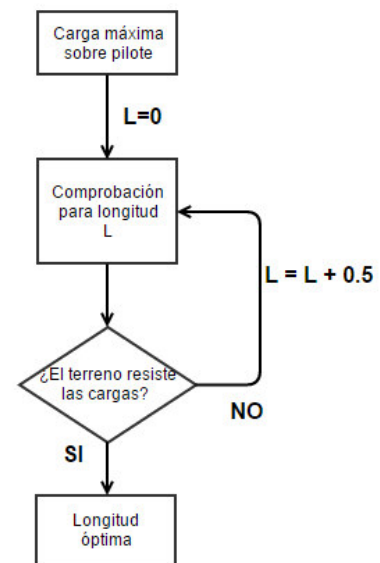 Carga máxima
sobre pilote
L=0
Comprobación
para longitud
L
L = L + 0.5
¿El terreno resiste
las cargas?
NO
SI
Longitud
óptima